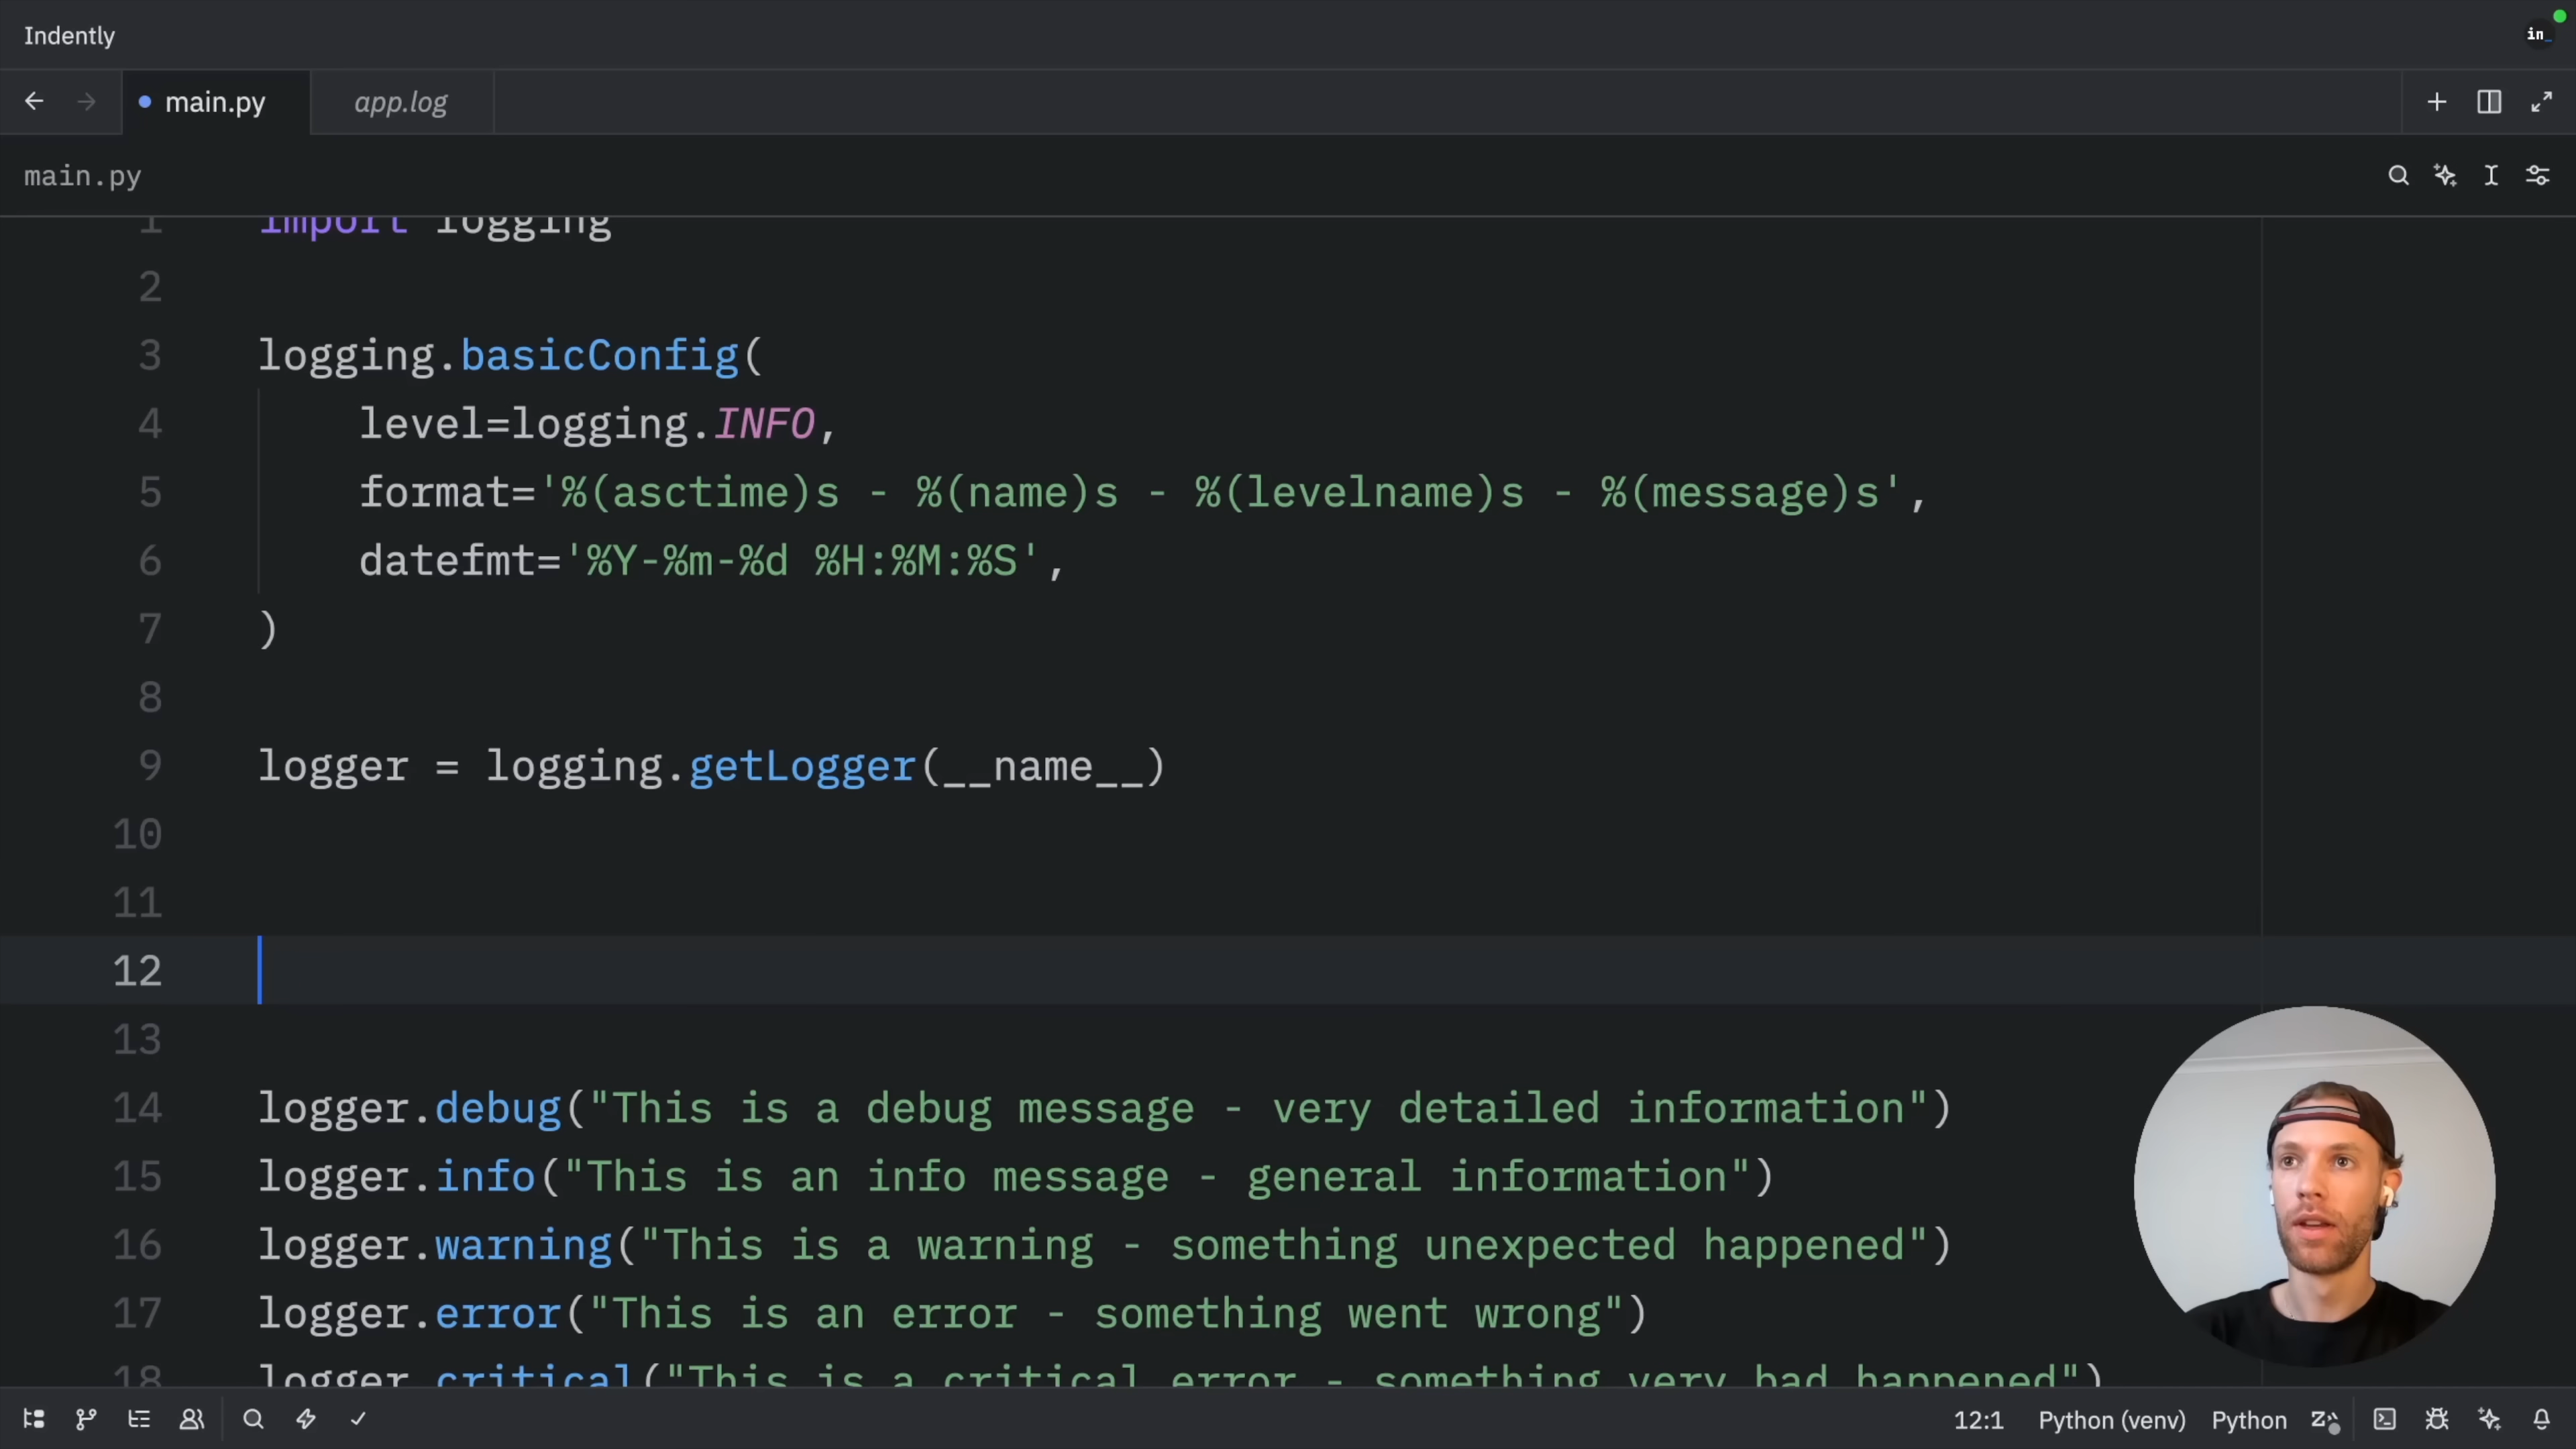 Indently
in_
main.py
app.log
main.py
1 import logging
2
3 logging.basicConfig(
4     level=logging.INFO,
5     format='%(asctime)s - %(name)s - %(levelname)s - %(message)s',
6     datefmt='%Y-%m-%d %H:%M:%S',
7 )
8
9 logger = logging.getLogger(__name__)
10
11
12
13
14 logger.debug("This is a debug message - very detailed information")
15 logger.info("This is an info message - general information")
16 logger.warning("This is a warning - something unexpected happened")
17 logger.error("This is an error - something went wrong")
18 logger.critical("This is a critical error - something very bad happened")
12:1
Python (venv)
Python